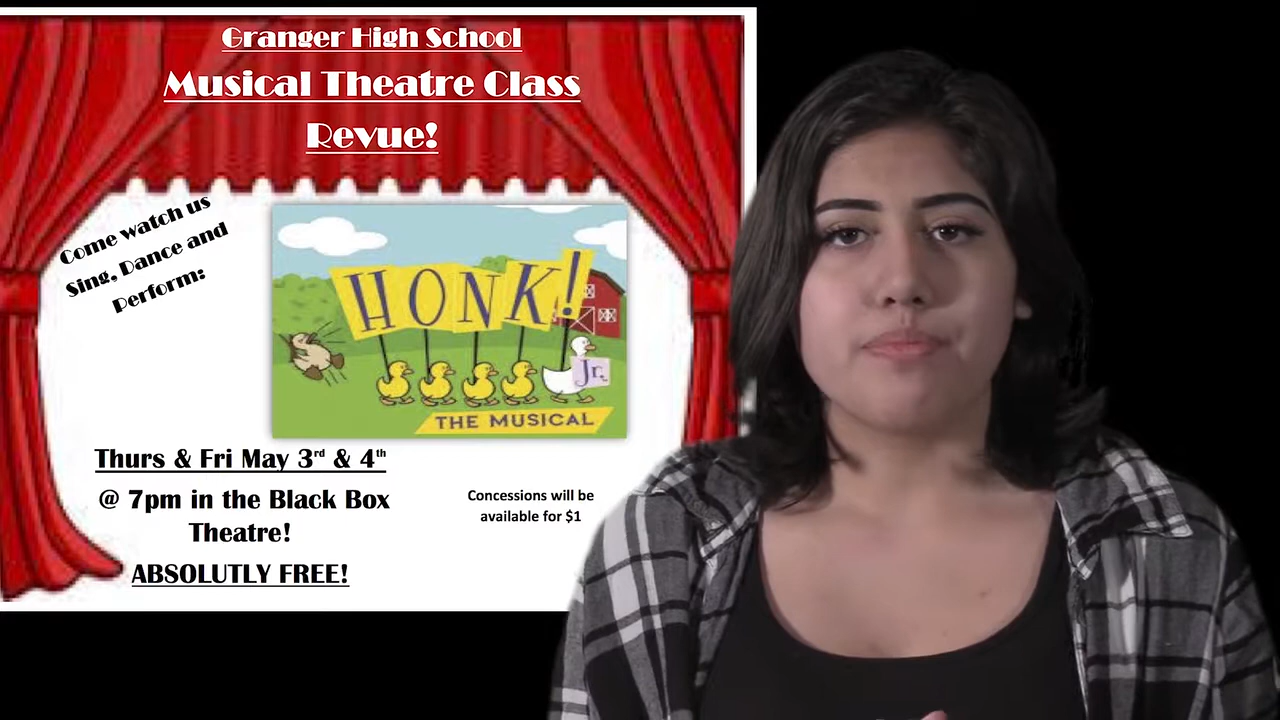 Granger High School
Musical Theatre Class
Revue!
Come watch us
Sing, Dance and
Perform:
HONK!
Jr.
THE MUSICAL
Thurs & Fri May 3rd & 4th
@ 7pm in the Black Box
Theatre!
ABSOLUTLY FREE!
Concessions will be
available for $1